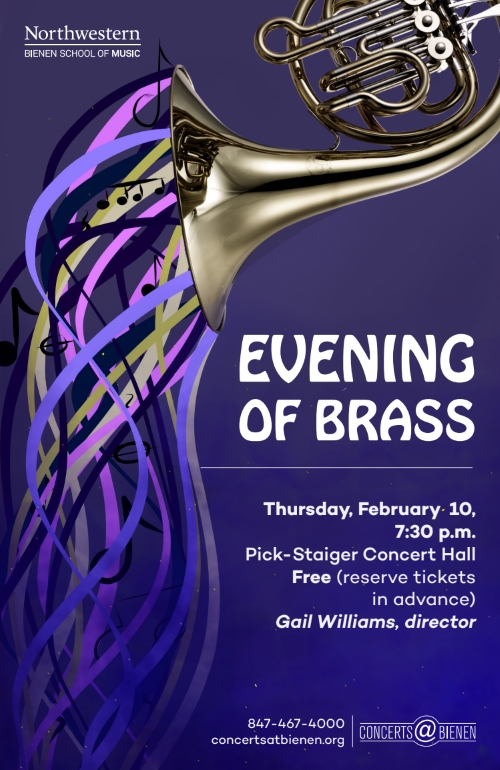 Northwestern
BIENEN SCHOOL OF MUSIC
EVENING
OF BRASS
Thursday, February 10,
7:30 p.m.
Pick-Staiger Concert Hall
Free (reserve tickets
in advance)
Gail Williams, director
847-467-4000
concertsatbienen.org
CONCERTS@BIENEN